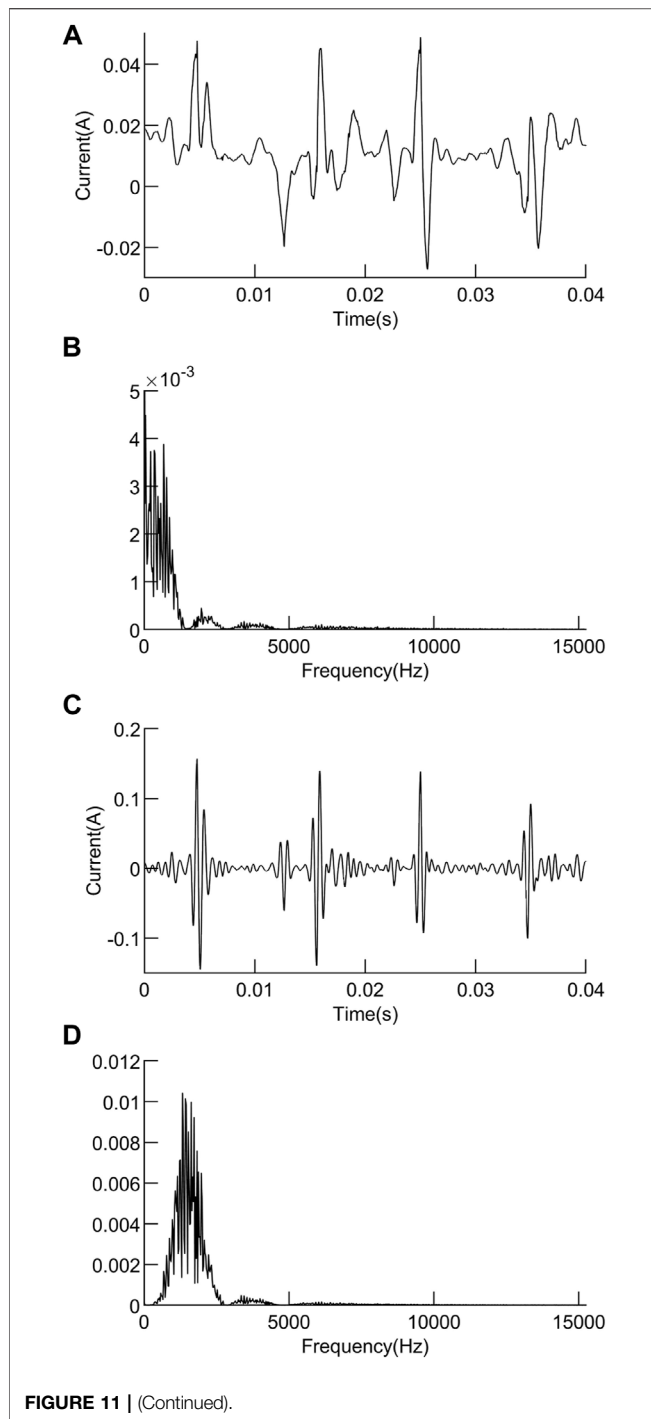 A
0.04
0.02
0
-0.02
Current(A)
0 0.01 0.02 0.03 0.04
Time(s)
B
×10-3
5
4
3
2
1
0
0 5000 10000 15000
Frequency(Hz)
C
0.2
0.1
0
-0.1
Current(A)
0 0.01 0.02 0.03 0.04
Time(s)
D
0.012
0.01
0.008
0.006
0.004
0.002
0
0 5000 10000 15000
Frequency(Hz)
FIGURE 11 | (Continued).